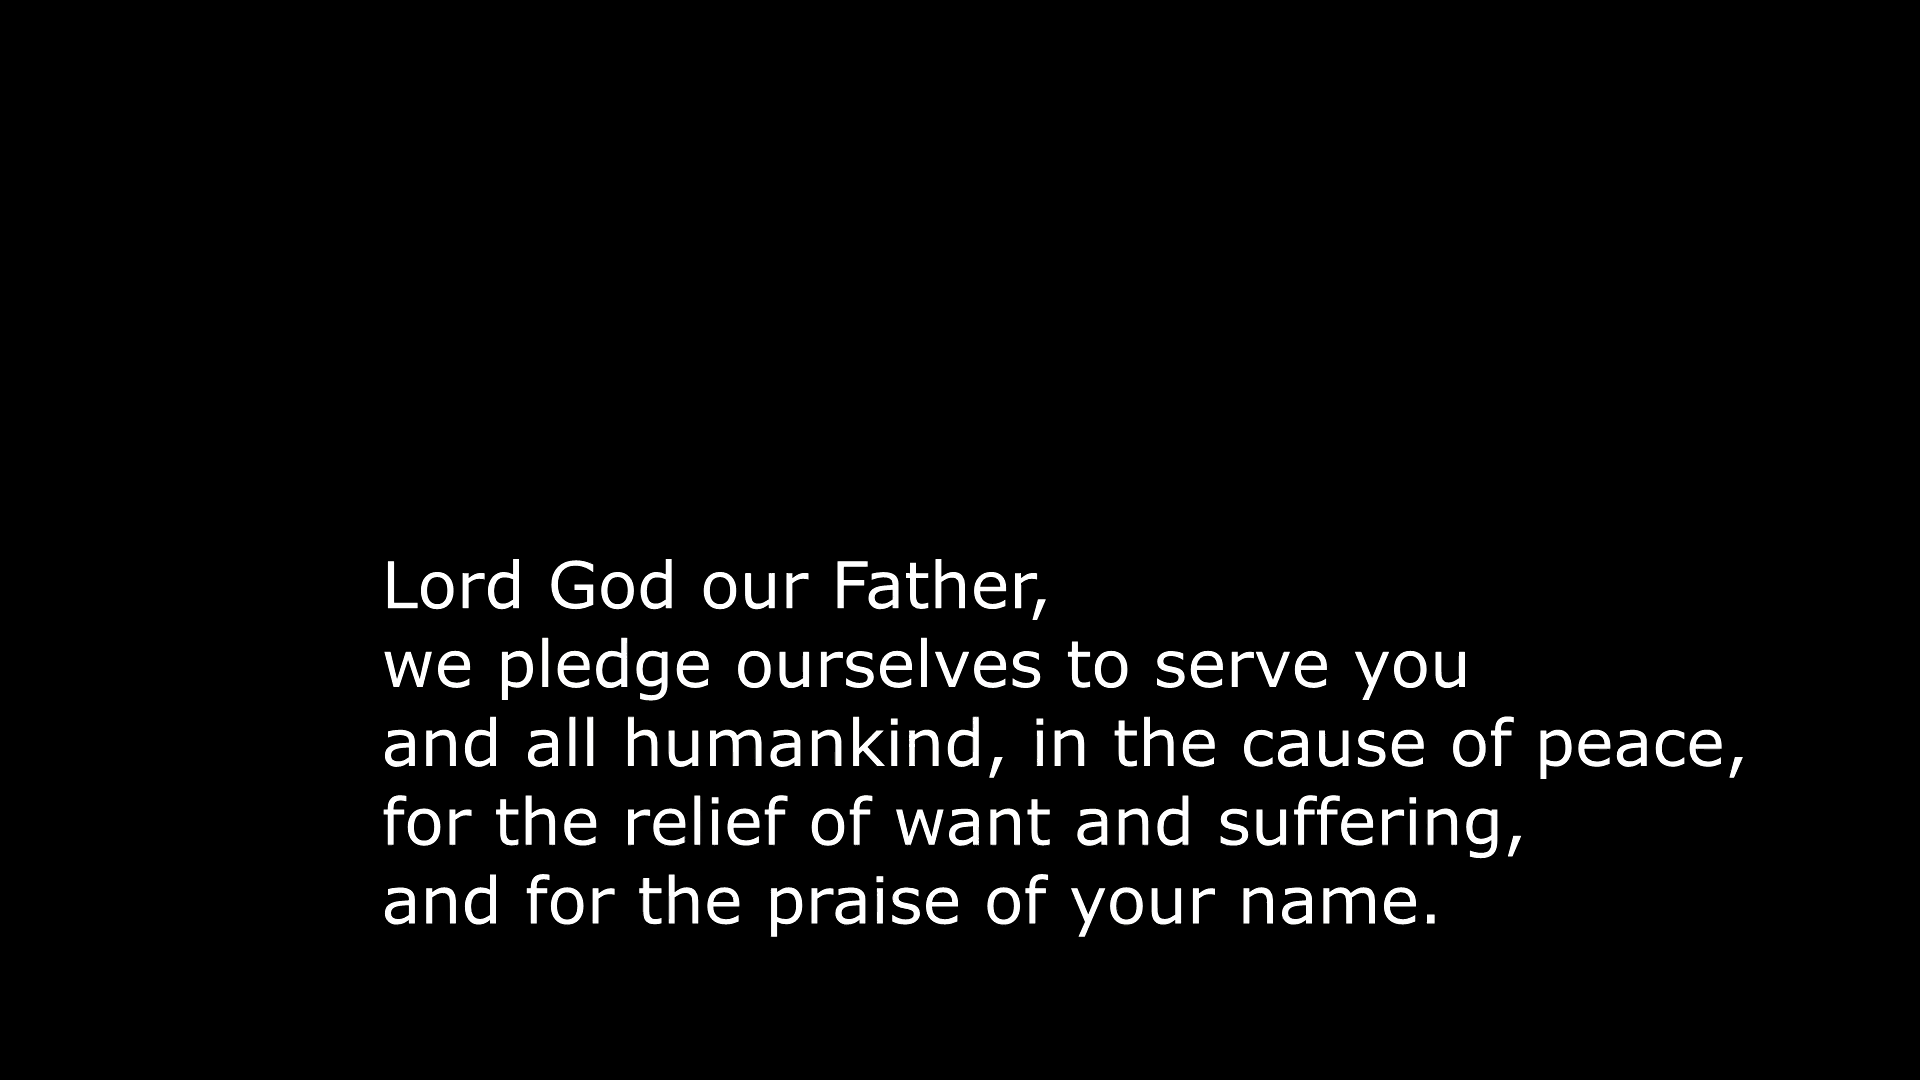 Lord God our Father,
we pledge ourselves to serve you
and all humankind, in the cause of peace,
for the relief of want and suffering,
and for the praise of your name.